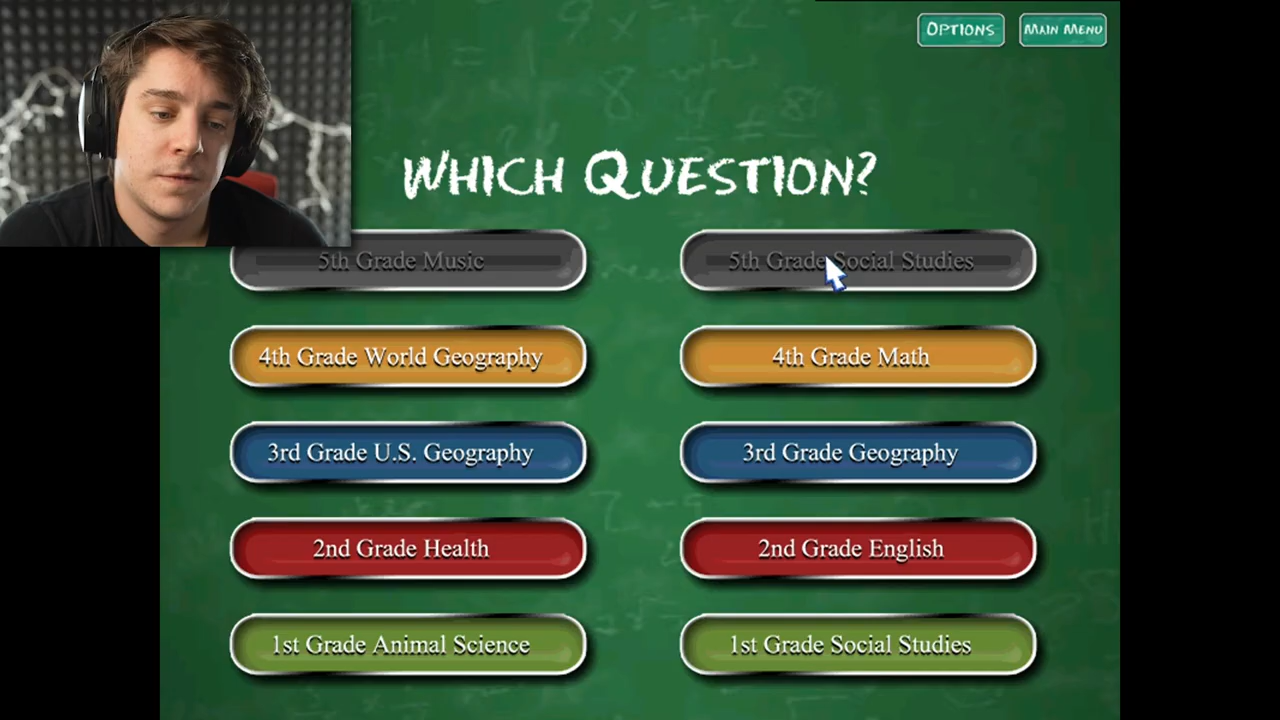 OPTIONS
MAIN MENU
WHICH QUESTION?
5th Grade Music
5th Grade Social Studies
4th Grade World Geography
4th Grade Math
3rd Grade U.S. Geography
3rd Grade Geography
2nd Grade Health
2nd Grade English
1st Grade Animal Science
1st Grade Social Studies